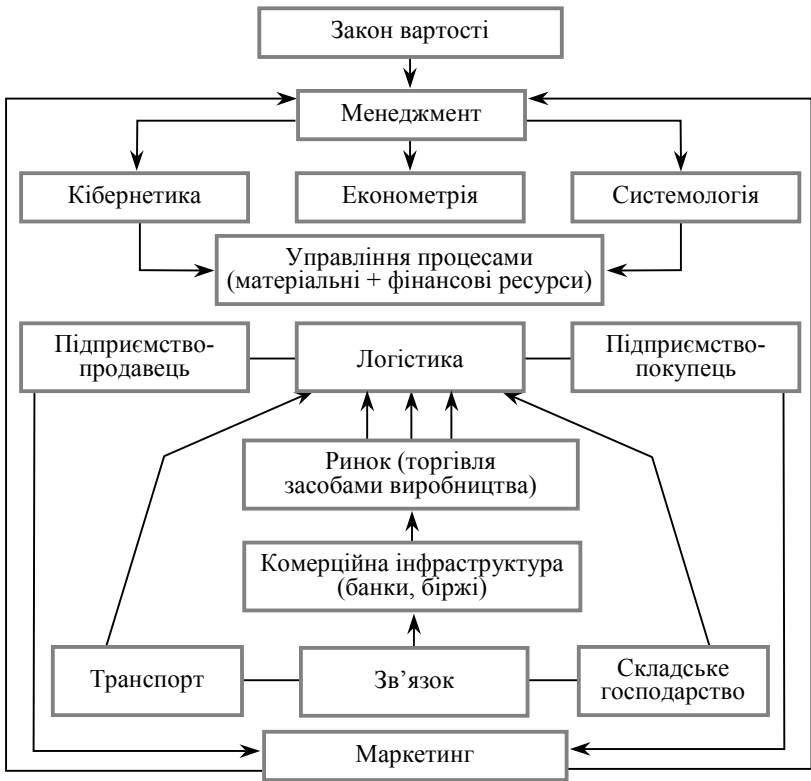 Закон вартості
Менеджмент
Кібернетика
Економетрія
Системологія
Управління процесами
(матеріальні + фінансові ресурси)
Підприємство-
продавець
Логістика
Підприємство-
покупець
Ринок (торгівля
засобами виробництва)
Комерційна інфраструктура
(банки, біржі)
Транспорт
Зв’язок
Складське
господарство
Маркетинг